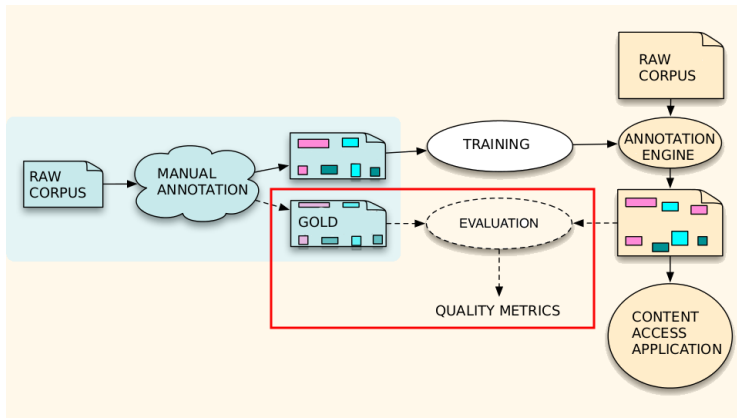 RAW
CORPUS
MANUAL
ANNOTATION
GOLD
TRAINING
EVALUATION
QUALITY METRICS
RAW
CORPUS
ANNOTATION
ENGINE
CONTENT
ACCESS
APPLICATION